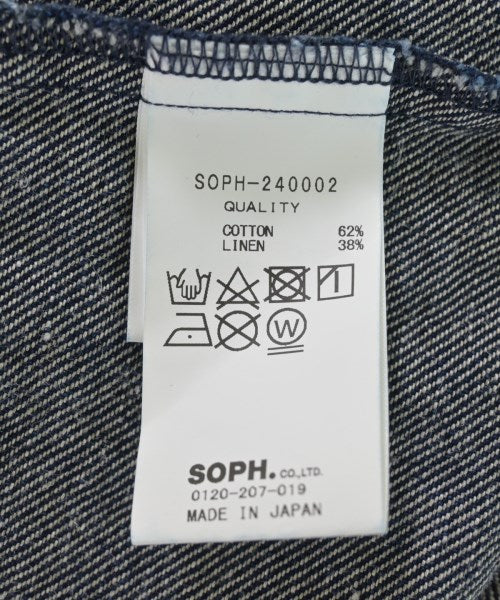 SOPH-240002
QUALITY
COTTON 62%
LINEN 38%
W
SOPH. CO.,LTD.
0120-207-019
MADE IN JAPAN